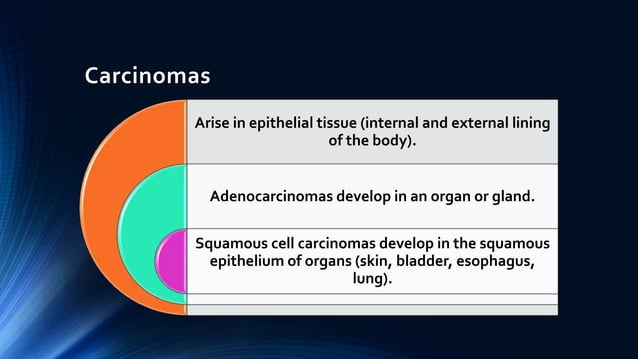 Carcinomas
Arise in epithelial tissue (internal and external lining
of the body).
Adenocarcinomas develop in an organ or gland.
Squamous cell carcinomas develop in the squamous
epithelium of organs (skin, bladder, esophagus,
lung).